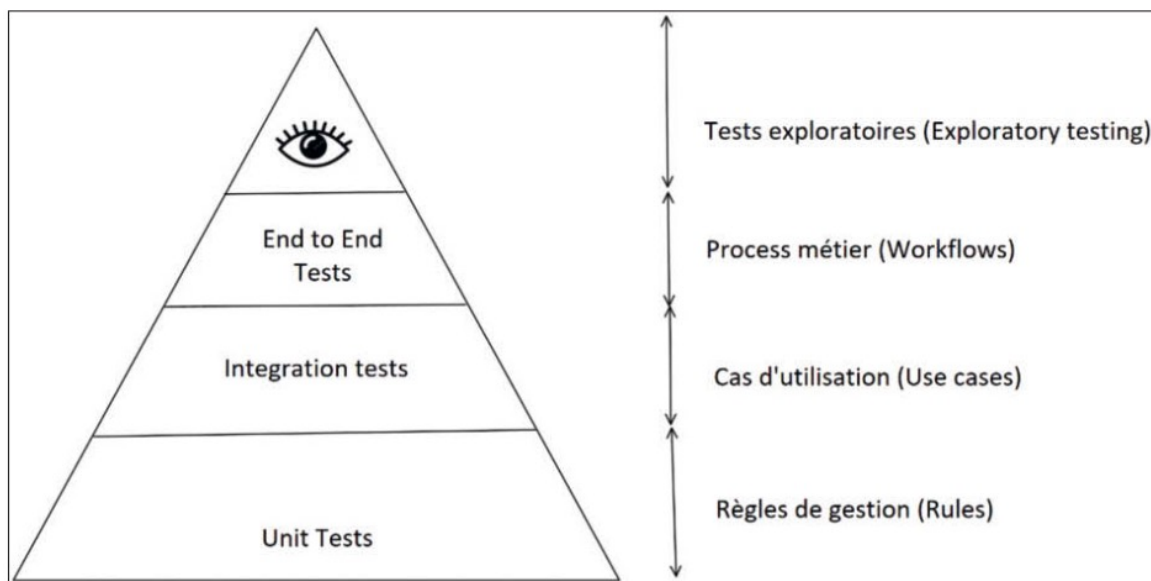 Tests exploratoires (Exploratory testing)
End to End
Tests
Process métier (Workflows)
Integration tests
Cas d'utilisation (Use cases)
Unit Tests
Règles de gestion (Rules)